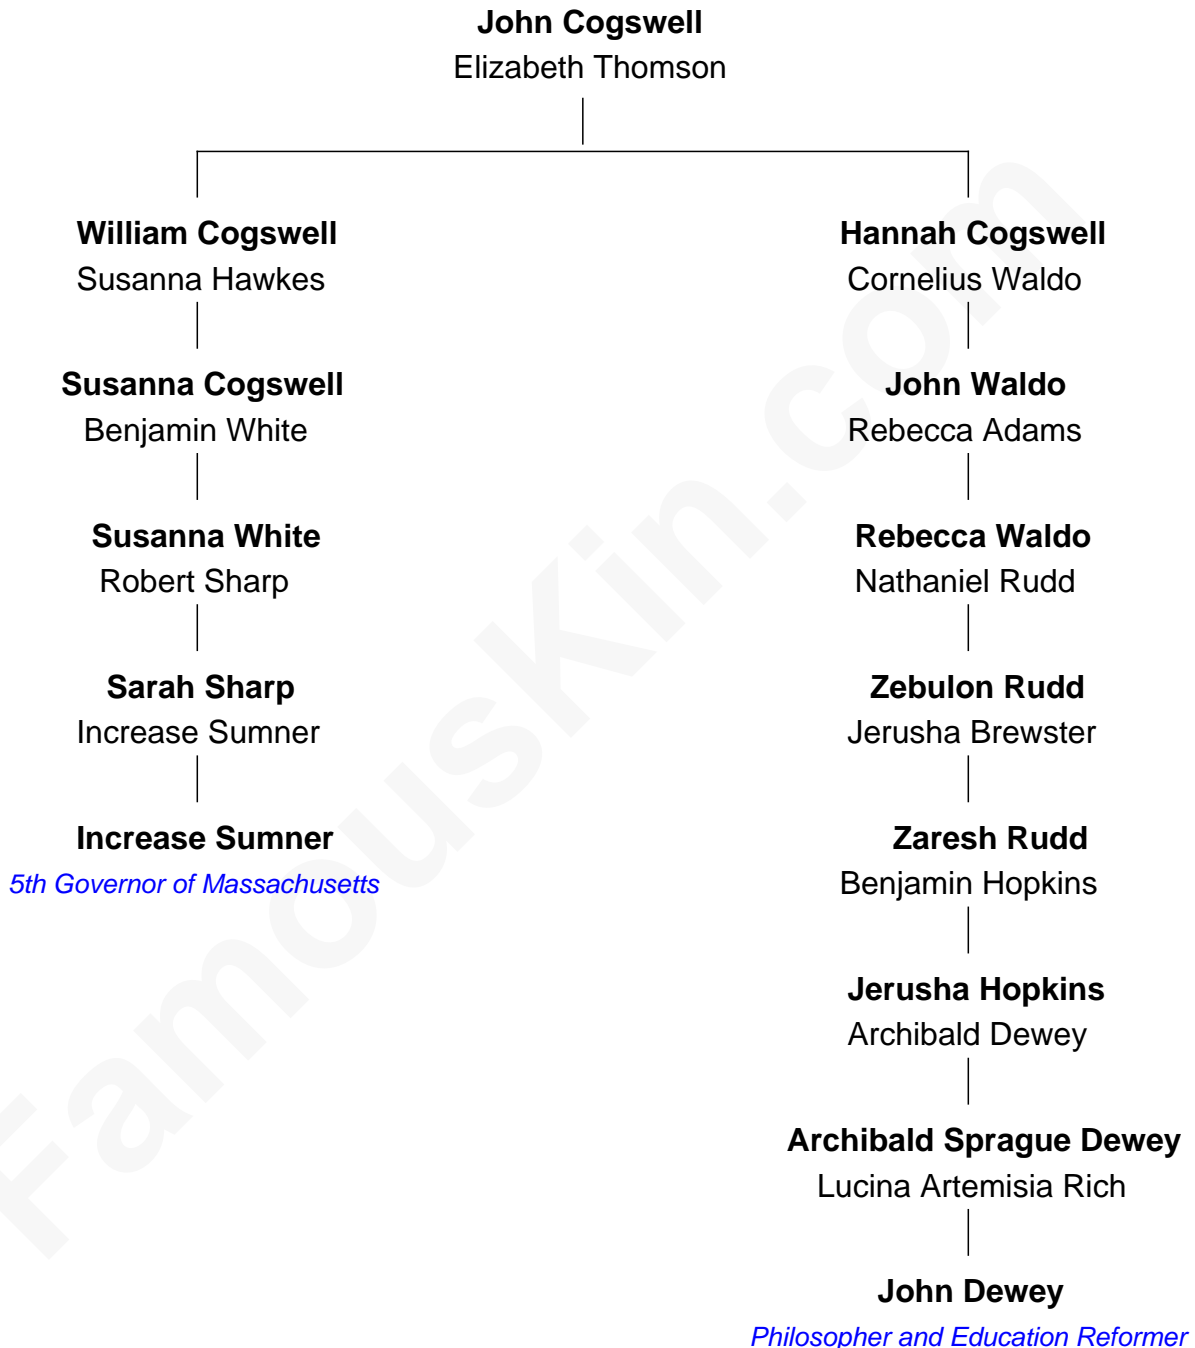 John Cogswell
Elizabeth Thomson
William Cogswell
Susanna Hawkes
Susanna Cogswell
Benjamin White
Susanna White
Robert Sharp
Sarah Sharp
Increase Sumner
Increase Sumner
5th Governor of Massachusetts
Hannah Cogswell
Cornelius Waldo
John Waldo
Rebecca Adams
Rebecca Waldo
Nathaniel Rudd
Zebulon Rudd
Jerusha Brewster
Zaresh Rudd
Benjamin Hopkins
Jerusha Hopkins
Archibald Dewey
Archibald Sprague Dewey
Lucina Artemisia Rich
John Dewey
Philosopher and Education Reformer
FamousKin.com